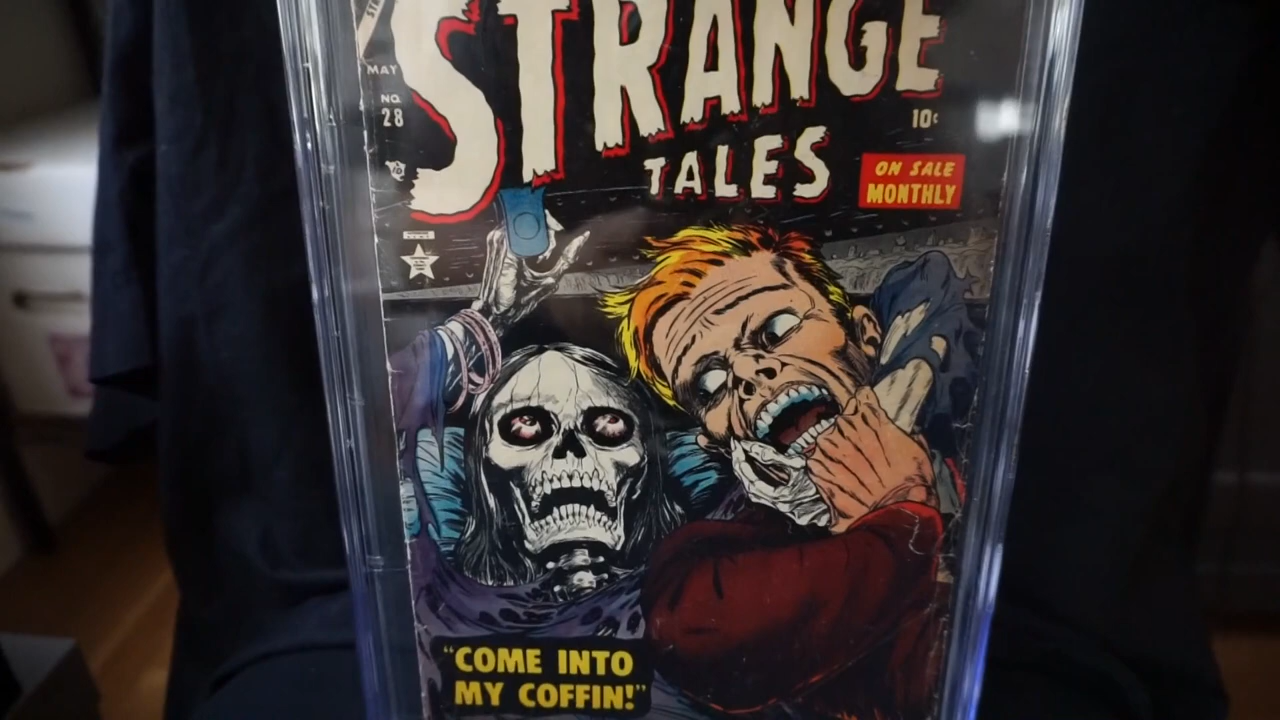 STRANGE
MAY
NO.
28
10¢
TALES
ON SALE
MONTHLY
"COME INTO
MY COFFIN!"